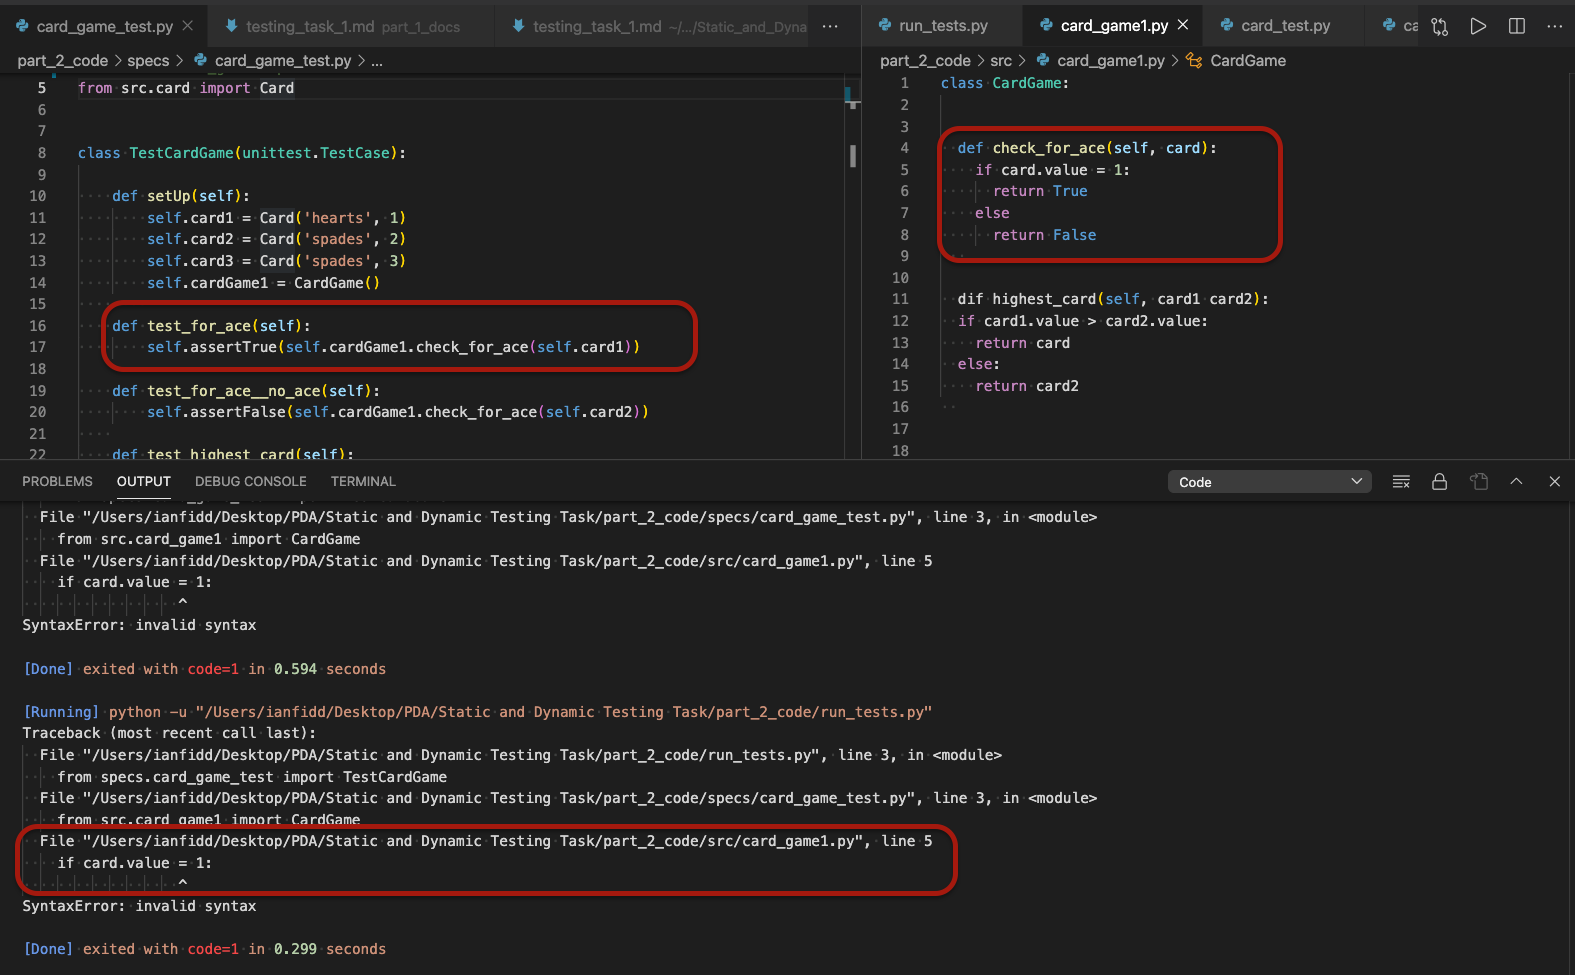 card_game_test.py
testing_task_1.md part_1_docs
testing_task_1.md ~/.../Static_and_Dyna
part_2_code > specs > card_game_test.py > ...
5 from src.card import Card
6
7
8 class TestCardGame(unittest.TestCase):
9
10 def setUp(self):
11 self.card1 = Card('hearts', 1)
12 self.card2 = Card('spades', 2)
13 self.card3 = Card('spades', 3)
14 self.cardGame1 = CardGame()
15
16 def test_for_ace(self):
17 self.assertTrue(self.cardGame1.check_for_ace(self.card1))
18
19 def test_for_ace__no_ace(self):
20 self.assertFalse(self.cardGame1.check_for_ace(self.card2))
21
22 def test_highest_card(self):
run_tests.py
card_game1.py
card_test.py
ca
part_2_code > src > card_game1.py > CardGame
1 class CardGame:
2
3
4 def check_for_ace(self, card):
5 if card.value = 1:
6 return True
7 else
8 return False
9
10
11 dif highest_card(self, card1 card2):
12 if card1.value > card2.value:
13 return card
14 else:
15 return card2
16
17
18
PROBLEMS OUTPUT DEBUG CONSOLE TERMINAL
Code
File "/Users/ianfidd/Desktop/PDA/Static and Dynamic Testing Task/part_2_code/specs/card_game_test.py", line 3, in <module>
from src.card_game1 import CardGame
File "/Users/ianfidd/Desktop/PDA/Static and Dynamic Testing Task/part_2_code/src/card_game1.py", line 5
if card.value = 1:
^
SyntaxError: invalid syntax
[Done] exited with code=1 in 0.594 seconds
[Running] python -u "/Users/ianfidd/Desktop/PDA/Static and Dynamic Testing Task/part_2_code/run_tests.py"
Traceback (most recent call last):
File "/Users/ianfidd/Desktop/PDA/Static and Dynamic Testing Task/part_2_code/run_tests.py", line 3, in <module>
from specs.card_game_test import TestCardGame
File "/Users/ianfidd/Desktop/PDA/Static and Dynamic Testing Task/part_2_code/specs/card_game_test.py", line 3, in <module>
from src.card_game1 import CardGame
File "/Users/ianfidd/Desktop/PDA/Static and Dynamic Testing Task/part_2_code/src/card_game1.py", line 5
if card.value = 1:
^
SyntaxError: invalid syntax
[Done] exited with code=1 in 0.299 seconds